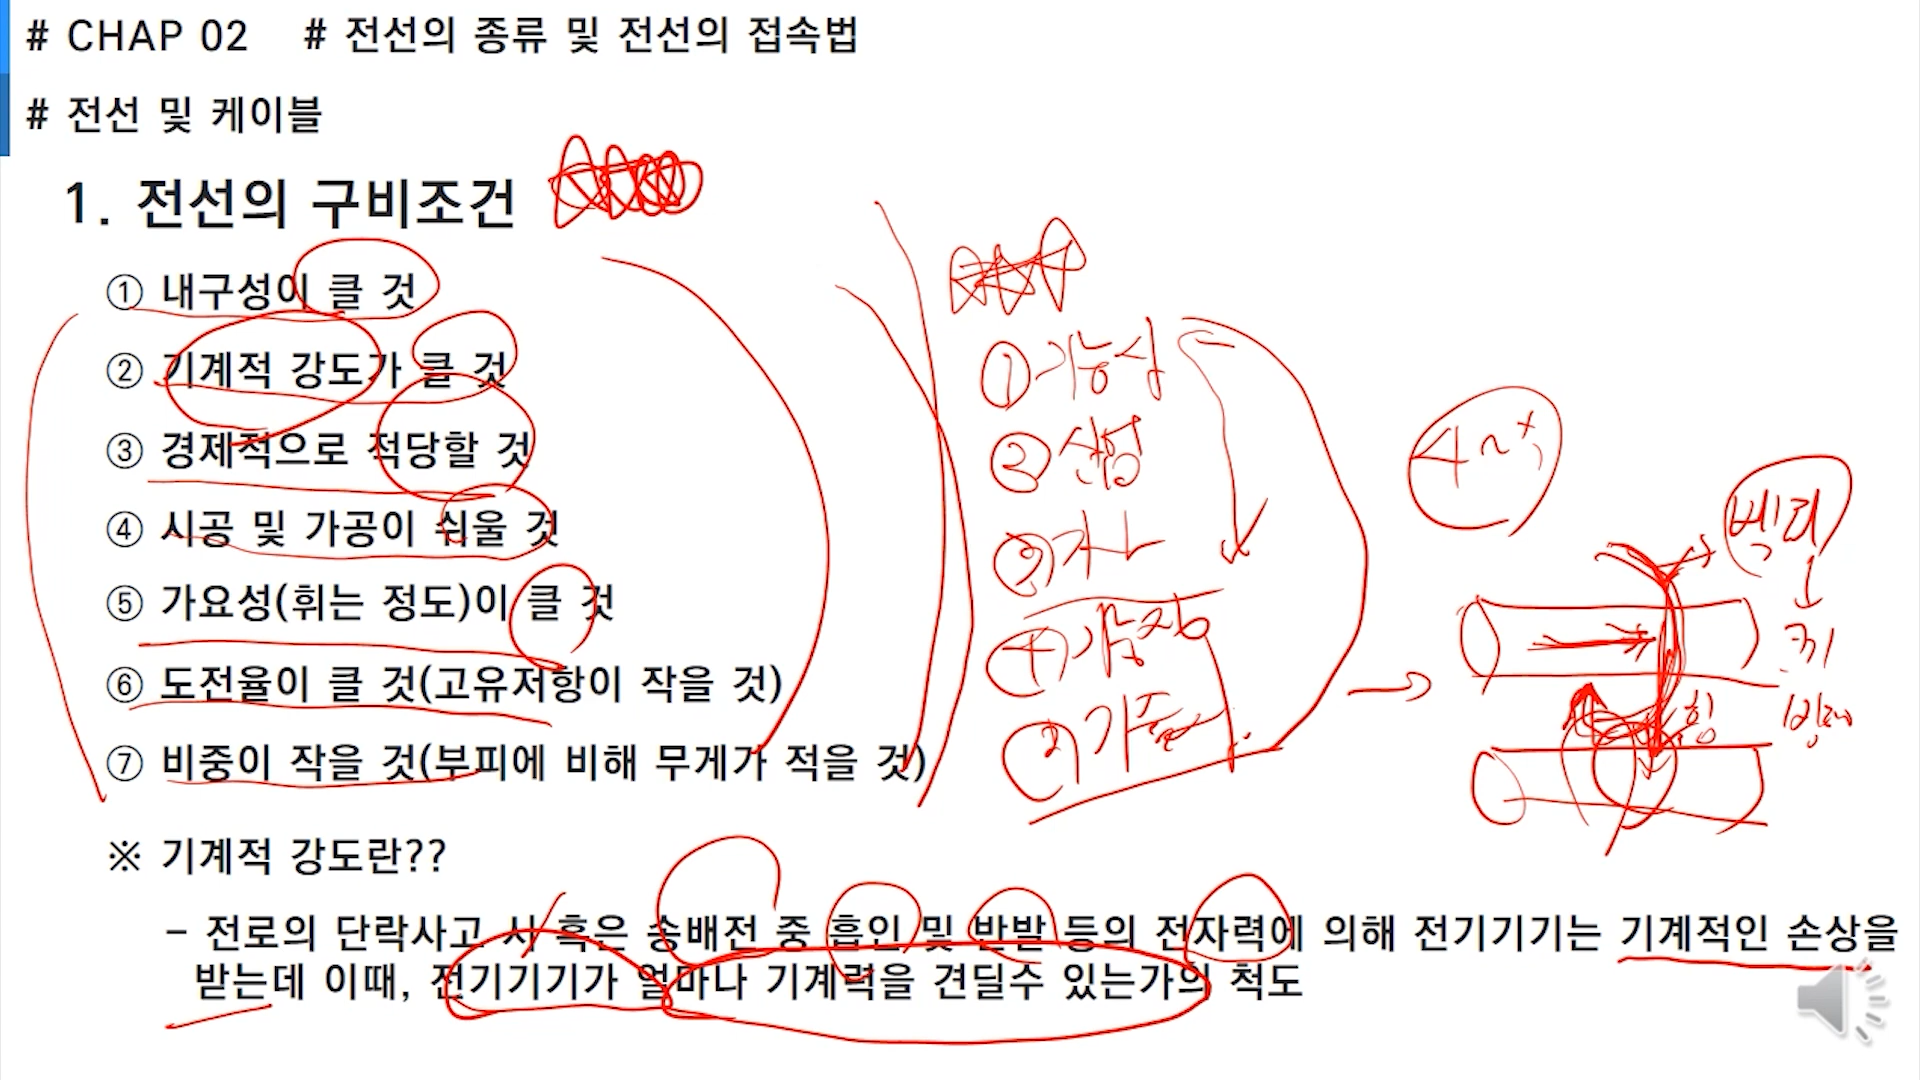 # CHAP 02 # 전선의 종류 및 전선의 접속법
# 전선 및 케이블
1. 전선의 구비조건
① 내구성이 클 것
② 기계적 강도가 클 것
③ 경제적으로 적당할 것
④ 시공 및 가공이 쉬울 것
⑤ 가요성(휘는 정도)이 클 것
⑥ 도전율이 클 것(고유저항이 작을 것)
⑦ 비중이 작을 것(부피에 비해 무게가 적을 것)
① 기능성
② 산업
③ 기사
벡터
힘
※ 기계적 강도란??
- 전로의 단락사고 시 혹은 송배전 중 흡인 및 반발 등의 전자력에 의해 전기기기는 기계적인 손상을
받는데 이때, 전기기기가 얼마나 기계력을 견딜수 있는가의 척도